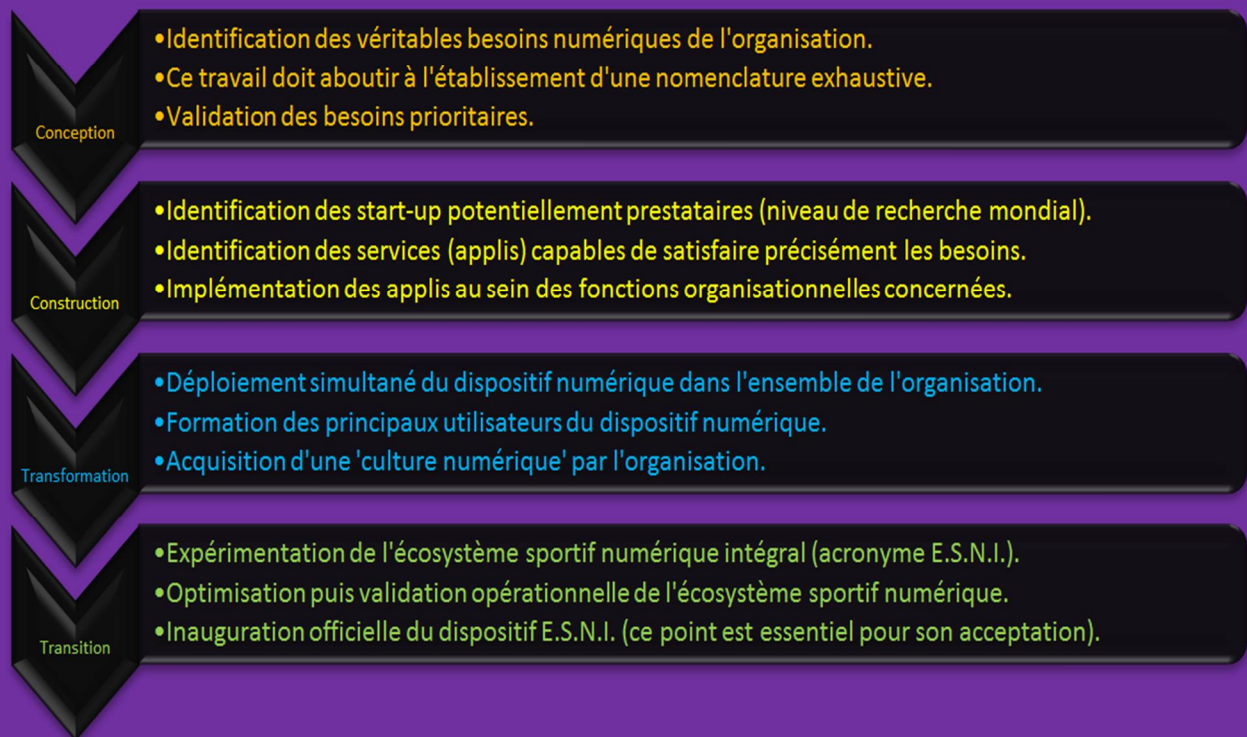 Conception
•Identification des véritables besoins numériques de l'organisation.
•Ce travail doit aboutir à l'établissement d'une nomenclature exhaustive.
•Validation des besoins prioritaires.
Construction
•Identification des start-up potentiellement prestataires (niveau de recherche mondial).
•Identification des services (applis) capables de satisfaire précisément les besoins.
•Implémentation des applis au sein des fonctions organisationnelles concernées.
Transformation
•Déploiement simultané du dispositif numérique dans l'ensemble de l'organisation.
•Formation des principaux utilisateurs du dispositif numérique.
•Acquisition d'une 'culture numérique' par l'organisation.
Transition
•Expérimentation de l'écosystème sportif numérique intégral (acronyme E.S.N.I.).
•Optimisation puis validation opérationnelle de l'écosystème sportif numérique.
•Inauguration officielle du dispositif E.S.N.I. (ce point est essentiel pour son acceptation).